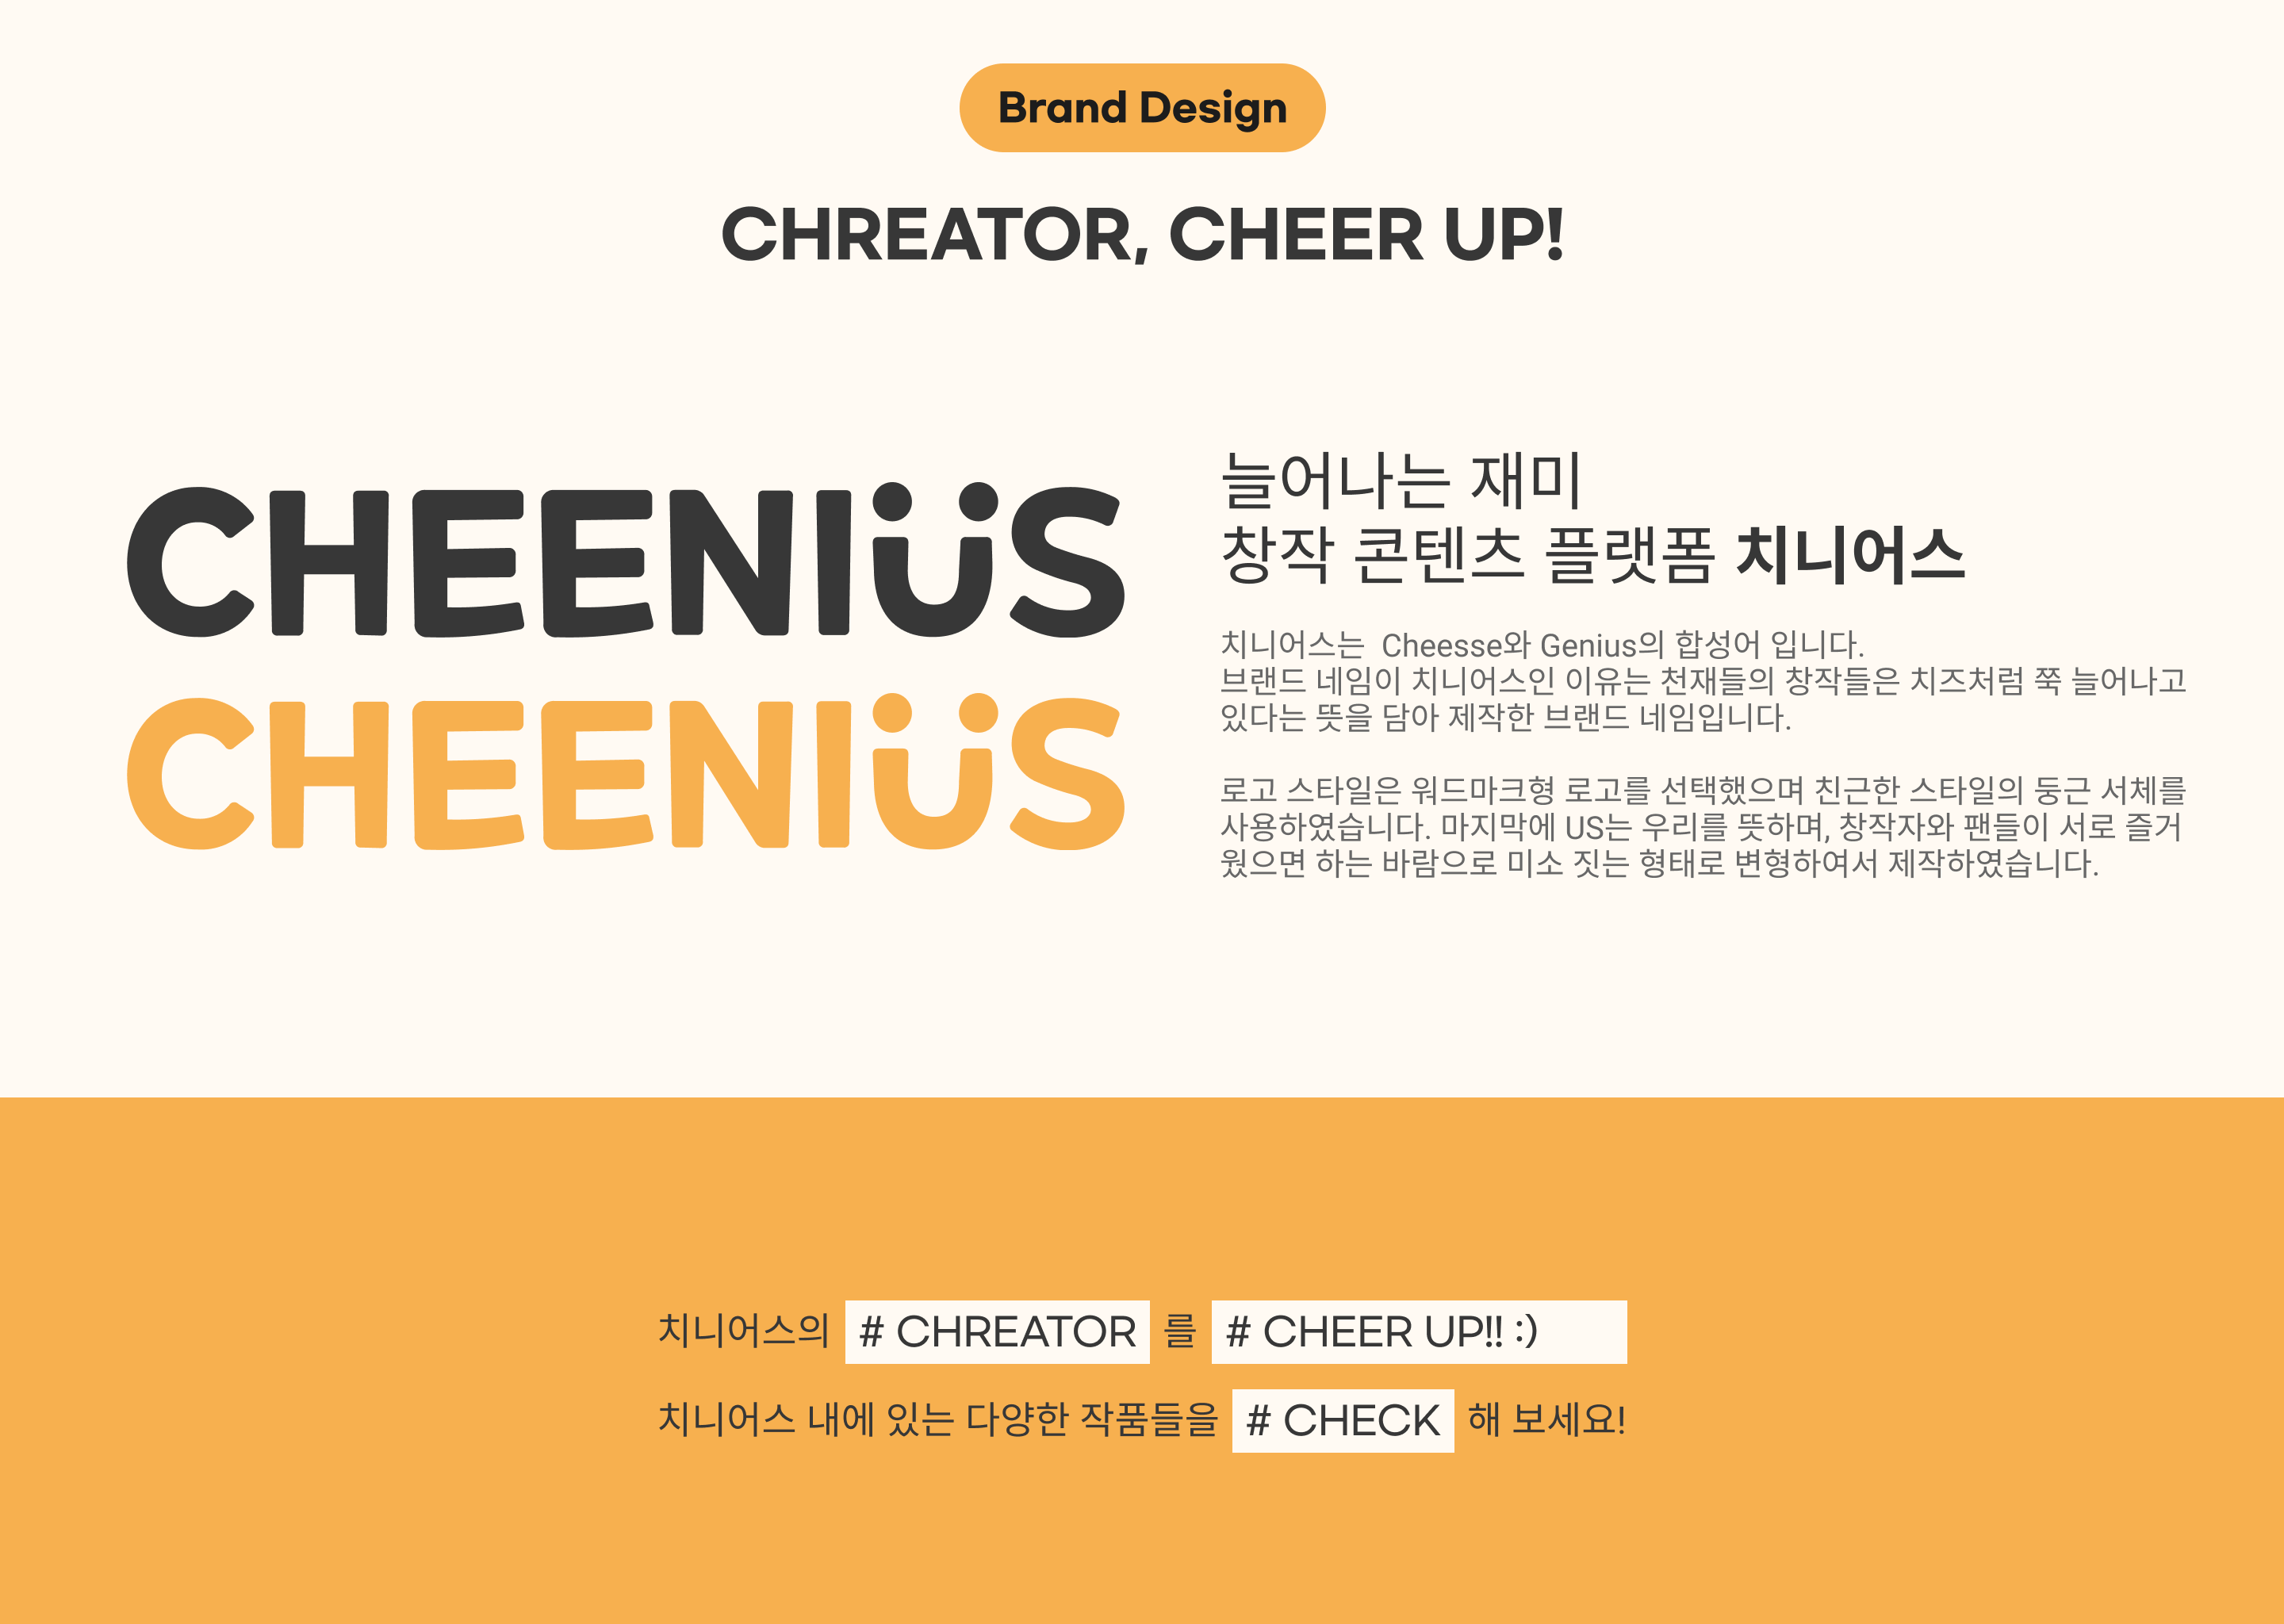 Brand Design
CHREATOR, CHEER UP!
CHEENIÜS
CHEENIÜS
늘어나는 재미
창작 콘텐츠 플랫폼 치니어스
치니어스는 Cheesse와 Genius의 합성어 입니다.
브랜드 네임이 치니어스인 이유는 천재들의 창작들은 치즈처럼 쭉 늘어나고
있다는 뜻을 담아 제작한 브랜드 네임입니다.
로고 스타일은 워드마크형 로고를 선택했으며 친근한 스타일의 둥근 서체를
사용하였습니다. 마지막에 US는 우리를 뜻하며, 창작자와 팬들이 서로 즐거
웠으면 하는 바람으로 미소 짓는 형태로 변형하여서 제작하였습니다.
치니어스의 # CHREATOR 를 # CHEER UP!! :)
치니어스 내에 있는 다양한 작품들을 # CHECK 해 보세요!